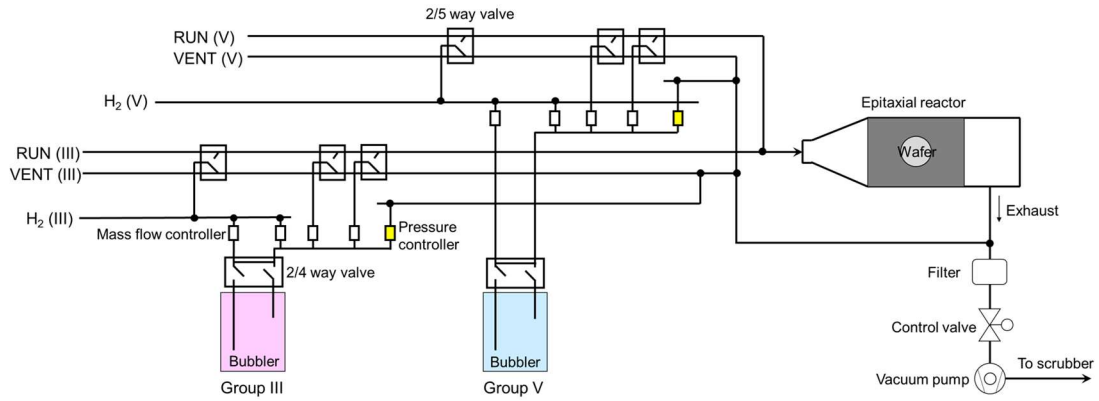 2/5 way valve
RUN (V)
VENT (V)
H₂ (V)
Epitaxial reactor
Wafer
RUN (III)
VENT (III)
H₂ (III)
Mass flow controller
Pressure
controller
Exhaust
2/4 way valve
Filter
Control valve
Bubbler
Bubbler
To scrubber
Vacuum pump
Group III
Group V